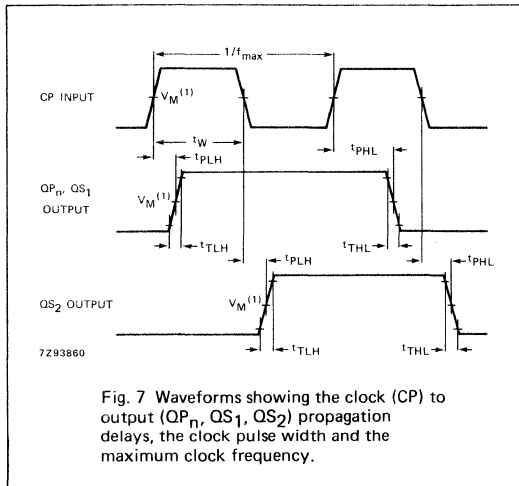 1/fmax
CP INPUT
VM(1)
tW
tPLH
tPHL
QPn, QS1
OUTPUT
VM(1)
tTLH
tTHL
tPLH
tPHL
QS2 OUTPUT
VM(1)
tTLH
tTHL
7Z93860
Fig. 7 Waveforms showing the clock (CP) to
output (QPn, QS1, QS2) propagation
delays, the clock pulse width and the
maximum clock frequency.